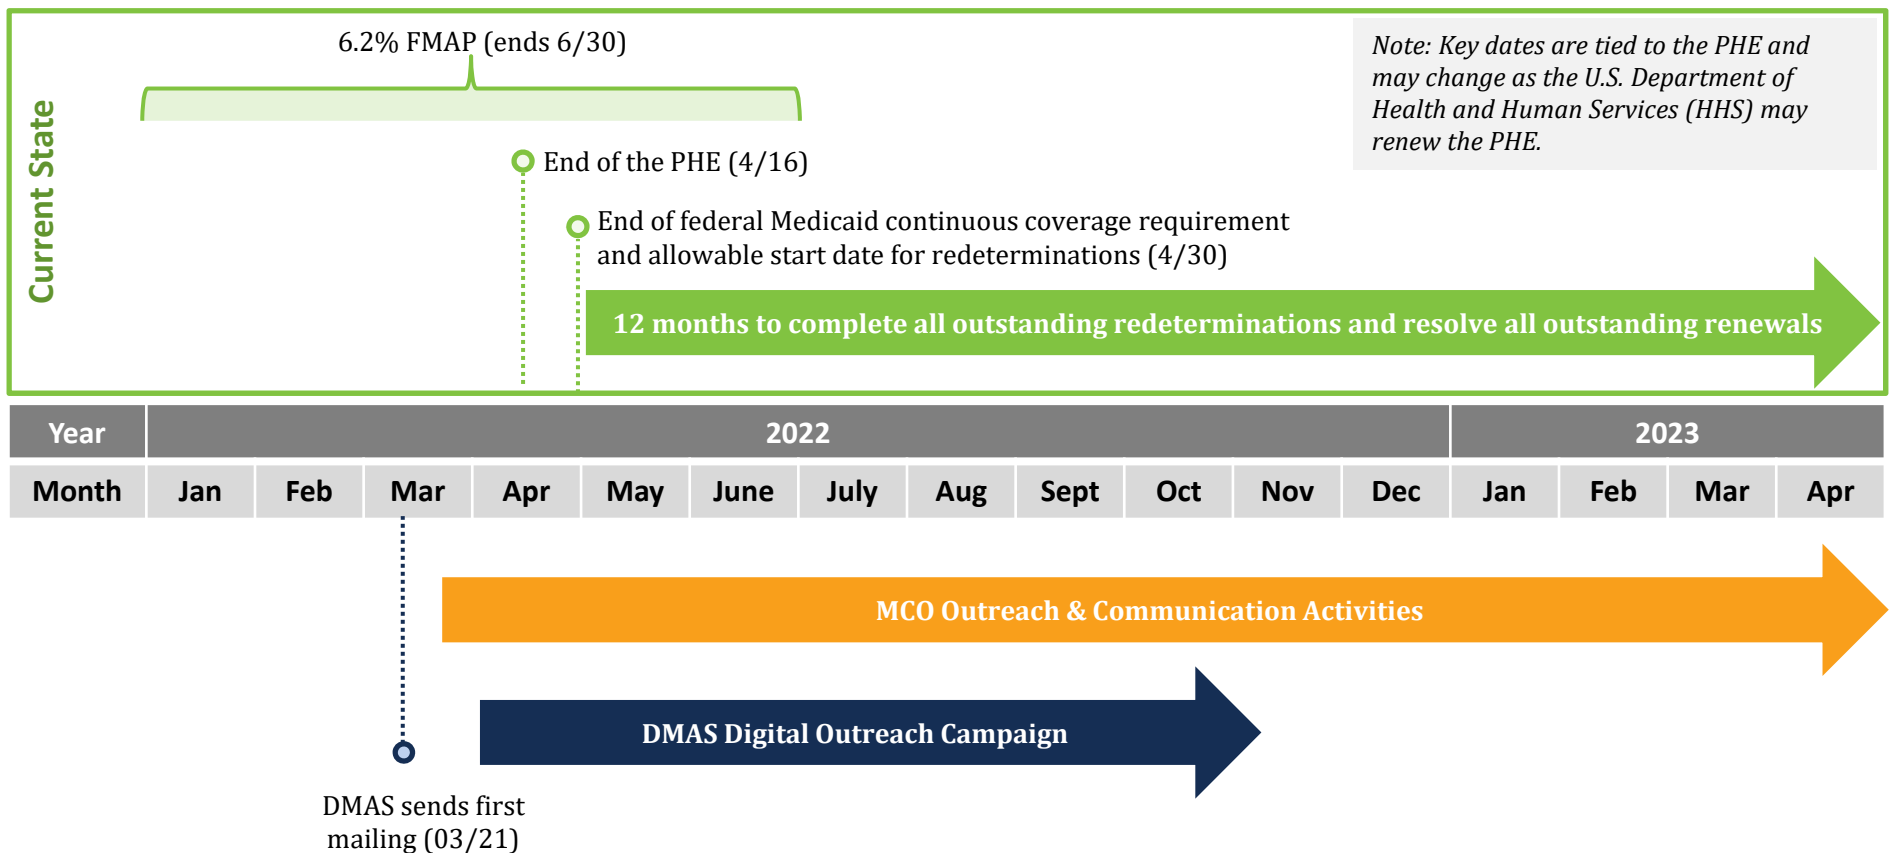 6.2% FMAP (ends 6/30)
Note: Key dates are tied to the PHE and
may change as the U.S. Department of
Health and Human Services (HHS) may
renew the PHE.
Current State
End of the PHE (4/16)
End of federal Medicaid continuous coverage requirement
and allowable start date for redeterminations (4/30)
12 months to complete all outstanding redeterminations and resolve all outstanding renewals
Year 2022 2023
Month Jan Feb Mar Apr May June July Aug Sept Oct Nov Dec Jan Feb Mar Apr
MCO Outreach & Communication Activities
DMAS Digital Outreach Campaign
DMAS sends first
mailing (03/21)